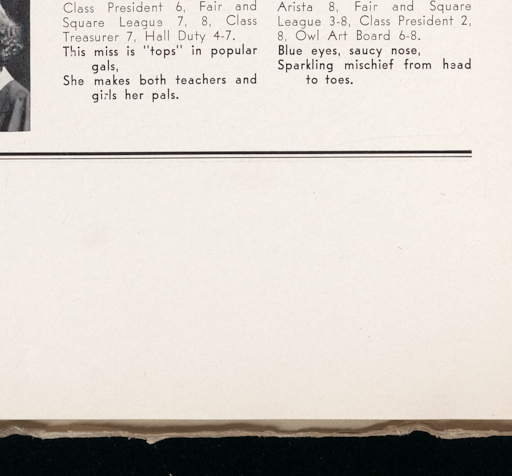 Class President 6, Fair and
Square League 7, 8, Class
Treasurer 7, Hall Duty 4-7.
This miss is "tops" in popular
gals,
She makes both teachers and
girls her pals.
Arista 8, Fair and Square
League 3-8, Class President 2,
8, Owl Art Board 6-8.
Blue eyes, saucy nose,
Sparkling mischief from head
to toes.